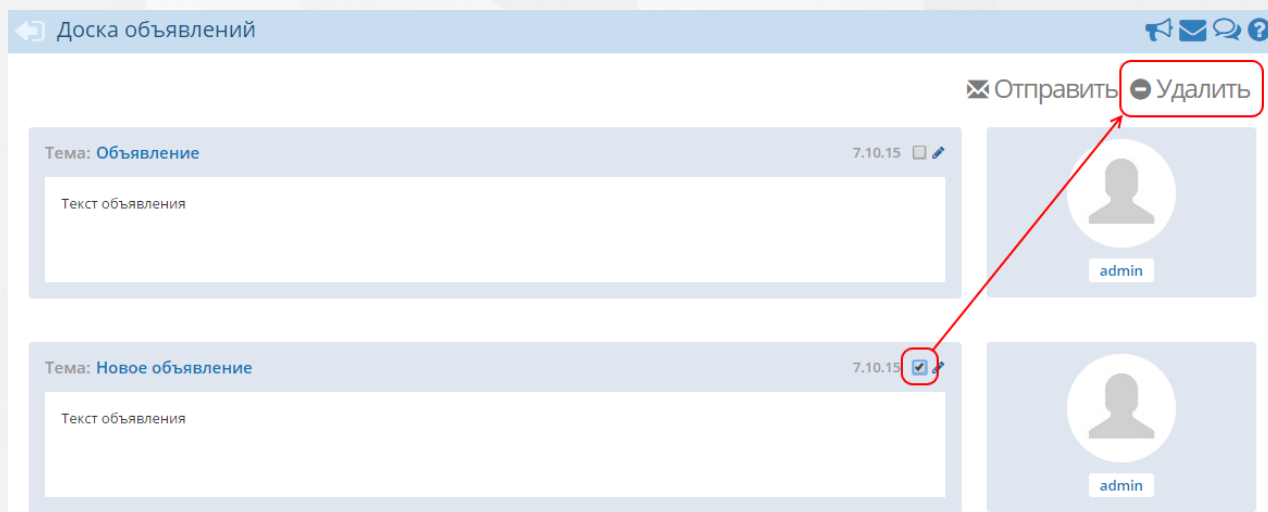 Доска объявлений
Отправить Удалить
Тема: Объявление 7.10.15
Текст объявления
admin
Тема: Новое объявление 7.10.15
Текст объявления
admin